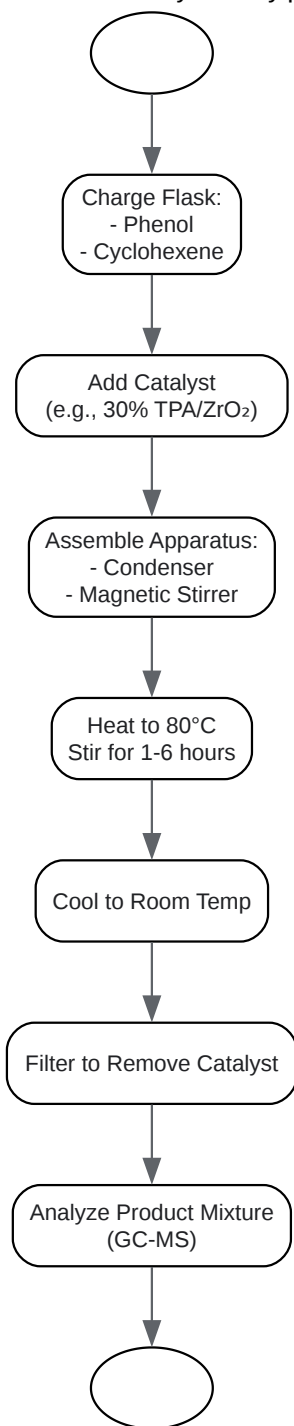 Charge Flask:
- Phenol
- Cyclohexene
Add Catalyst
(e.g., 30% TPA/ZrO₂)
Assemble Apparatus:
- Condenser
- Magnetic Stirrer
Heat to 80°C
Stir for 1-6 hours
Cool to Room Temp
Filter to Remove Catalyst
Analyze Product Mixture
(GC-MS)